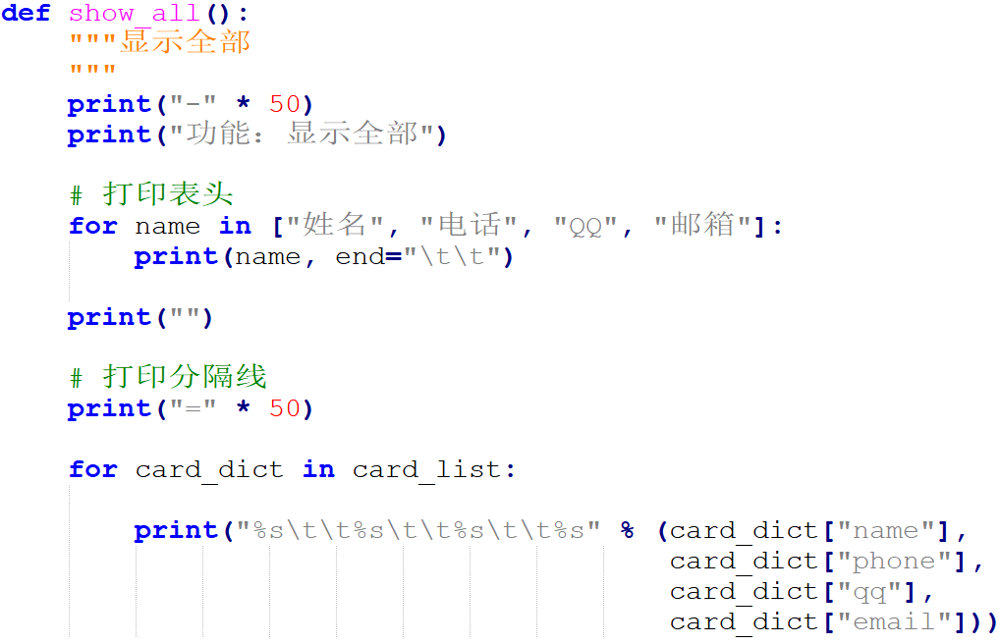 def show_all():
    """显示全部
    """
    print("-" * 50)
    print("功能：显示全部")

    # 打印表头
    for name in ["姓名", "电话", "QQ", "邮箱"]:
        print(name, end="\t\t")

    print("")

    # 打印分隔线
    print("=" * 50)

    for card_dict in card_list:

        print("%s\t\t%s\t\t%s\t\t%s" % (card_dict["name"],
                                        card_dict["phone"],
                                        card_dict["qq"],
                                        card_dict["email"]))